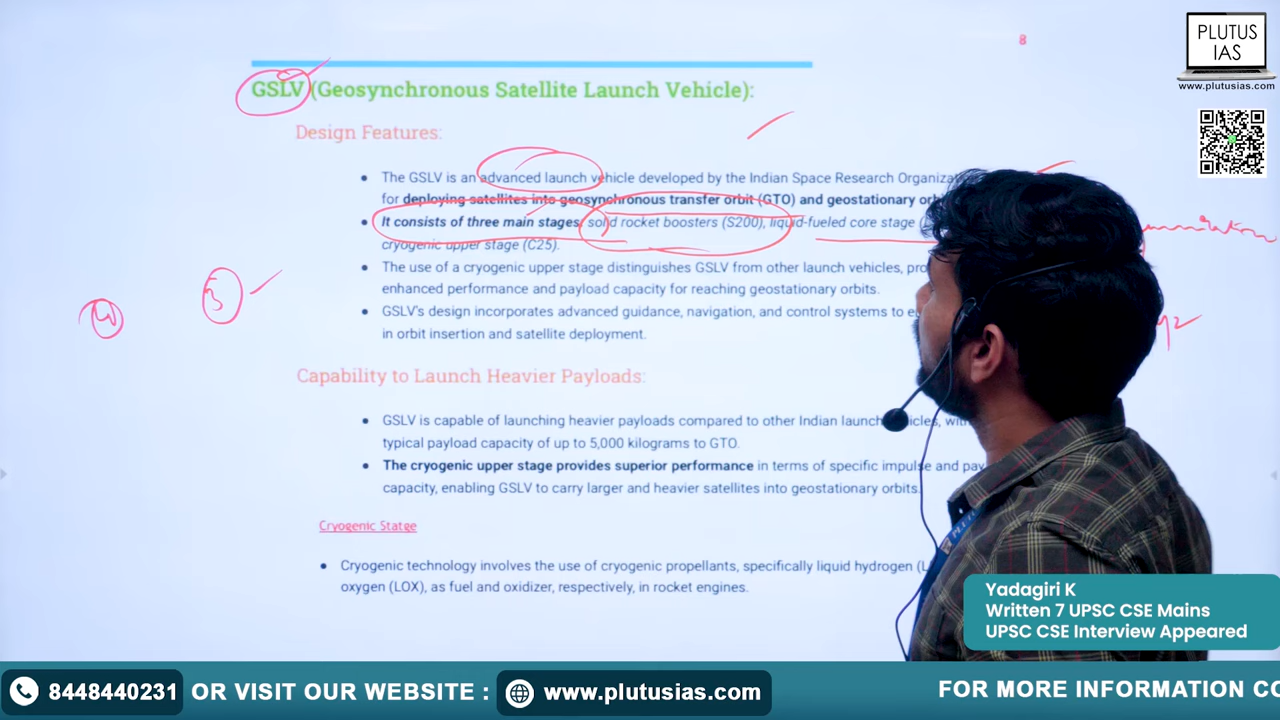 8
PLUTUS
IAS
www.plutusias.com
GSLV (Geosynchronous Satellite Launch Vehicle):
Design Features:
The GSLV is an advanced launch vehicle developed by the Indian Space Research
for deploying satellites into geosynchronous transfer orbit (GTO) and geostationary
It consists of three main stages solid rocket boosters (S200), liquid-fueled core stage
cryogenic upper stage (C25).
The use of a cryogenic upper stage distinguishes GSLV from other launch vehicles,
enhanced performance and payload capacity for reaching geostationary orbits.
GSLV's design incorporates advanced guidance, navigation, and control systems to
in orbit insertion and satellite deployment.
3
Capability to Launch Heavier Payloads:
GSLV is capable of launching heavier payloads compared to other Indian launch
typical payload capacity of up to 5,000 kilograms to GTO.
The cryogenic upper stage provides superior performance in terms of specific impulse and
capacity, enabling GSLV to carry larger and heavier satellites into geostationary orbits.
Cryogenic Statge
Cryogenic technology involves the use of cryogenic propellants, specifically liquid hydrogen
oxygen (LOX), as fuel and oxidizer, respectively, in rocket engines.
Yadagiri K
Written 7 UPSC CSE Mains
UPSC CSE Interview Appeared
8448440231 OR VISIT OUR WEBSITE : www.plutusias.com FOR MORE INFORMATION